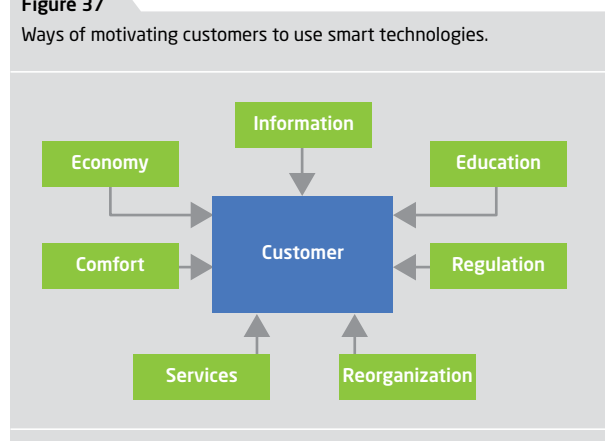 Figure 37
Ways of motivating customers to use smart technologies.
Information
Economy
Education
Customer
Comfort
Regulation
Services
Reorganization